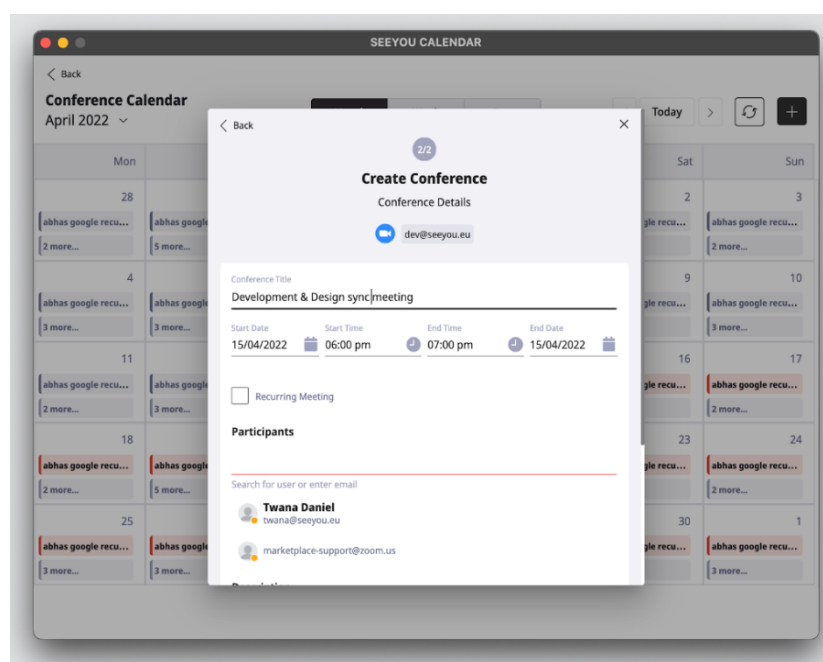 SEEYOU CALENDAR
Back
Conference Calendar
April 2022
Today
Mon
Sat
Sun
28
2
3
abhas google recu...
abhas google
gle recu...
abhas google recu...
2 more...
5 more...
2 more...
4
9
10
abhas google recu...
abhas google
gle recu...
abhas google recu...
3 more...
3 more...
3 more...
11
16
17
abhas google recu...
abhas google
gle recu...
abhas google recu...
2 more...
3 more...
2 more...
18
23
24
abhas google recu...
abhas google
gle recu...
abhas google recu...
2 more...
5 more...
2 more...
25
30
1
abhas google recu...
abhas google
gle recu...
abhas google recu...
3 more...
3 more...
3 more...
Back
2/2
Create Conference
Conference Details
dev@seeyou.eu
Conference Title
Development & Design sync meeting
Start Date Start Time End Time End Date
15/04/2022 06:00 pm 07:00 pm 15/04/2022
Recurring Meeting
Participants
Search for user or enter email
Twana Daniel
twana@seeyou.eu
marketplace-support@zoom.us